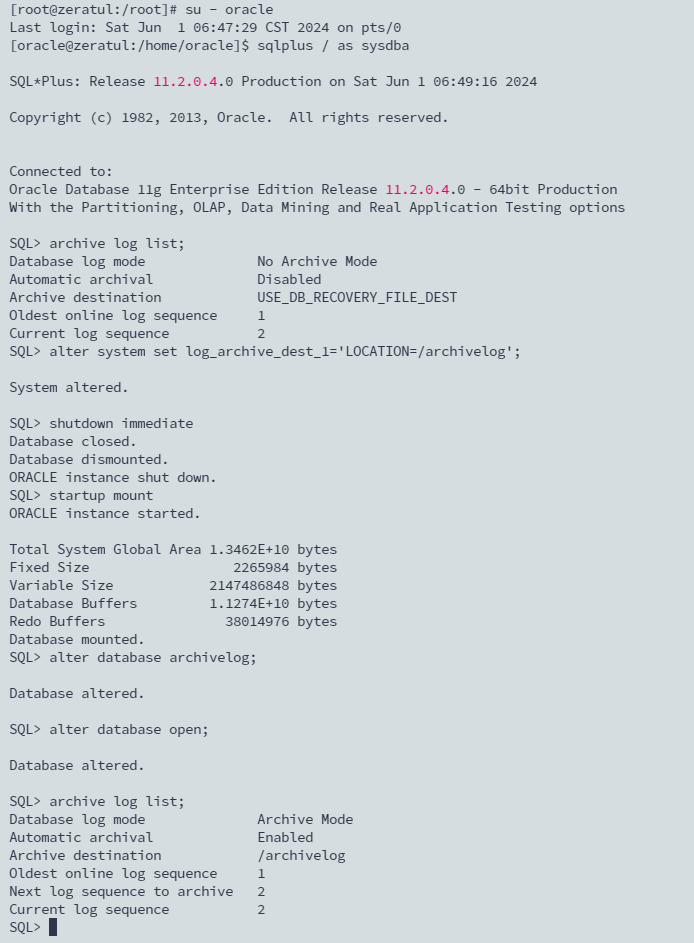 [root@zeratul:/root]# su - oracle
Last login: Sat Jun  1 06:47:29 CST 2024 on pts/0
[oracle@zeratul:/home/oracle]$ sqlplus / as sysdba
SQL*Plus: Release 11.2.0.4.0 Production on Sat Jun 1 06:49:16 2024
Copyright (c) 1982, 2013, Oracle.  All rights reserved.
Connected to:
Oracle Database 11g Enterprise Edition Release 11.2.0.4.0 - 64bit Production
With the Partitioning, OLAP, Data Mining and Real Application Testing options
SQL> archive log list;
Database log mode              No Archive Mode
Automatic archival             Disabled
Archive destination            USE_DB_RECOVERY_FILE_DEST
Oldest online log sequence     1
Current log sequence           2
SQL> alter system set log_archive_dest_1='LOCATION=/archivelog';
System altered.
SQL> shutdown immediate
Database closed.
Database dismounted.
ORACLE instance shut down.
SQL> startup mount
ORACLE instance started.
Total System Global Area 1.3462E+10 bytes
Fixed Size                  2265984 bytes
Variable Size            2147486848 bytes
Database Buffers         1.1274E+10 bytes
Redo Buffers               38014976 bytes
Database mounted.
SQL> alter database archivelog;
Database altered.
SQL> alter database open;
Database altered.
SQL> archive log list;
Database log mode              Archive Mode
Automatic archival             Enabled
Archive destination            /archivelog
Oldest online log sequence     1
Next log sequence to archive   2
Current log sequence           2
SQL>